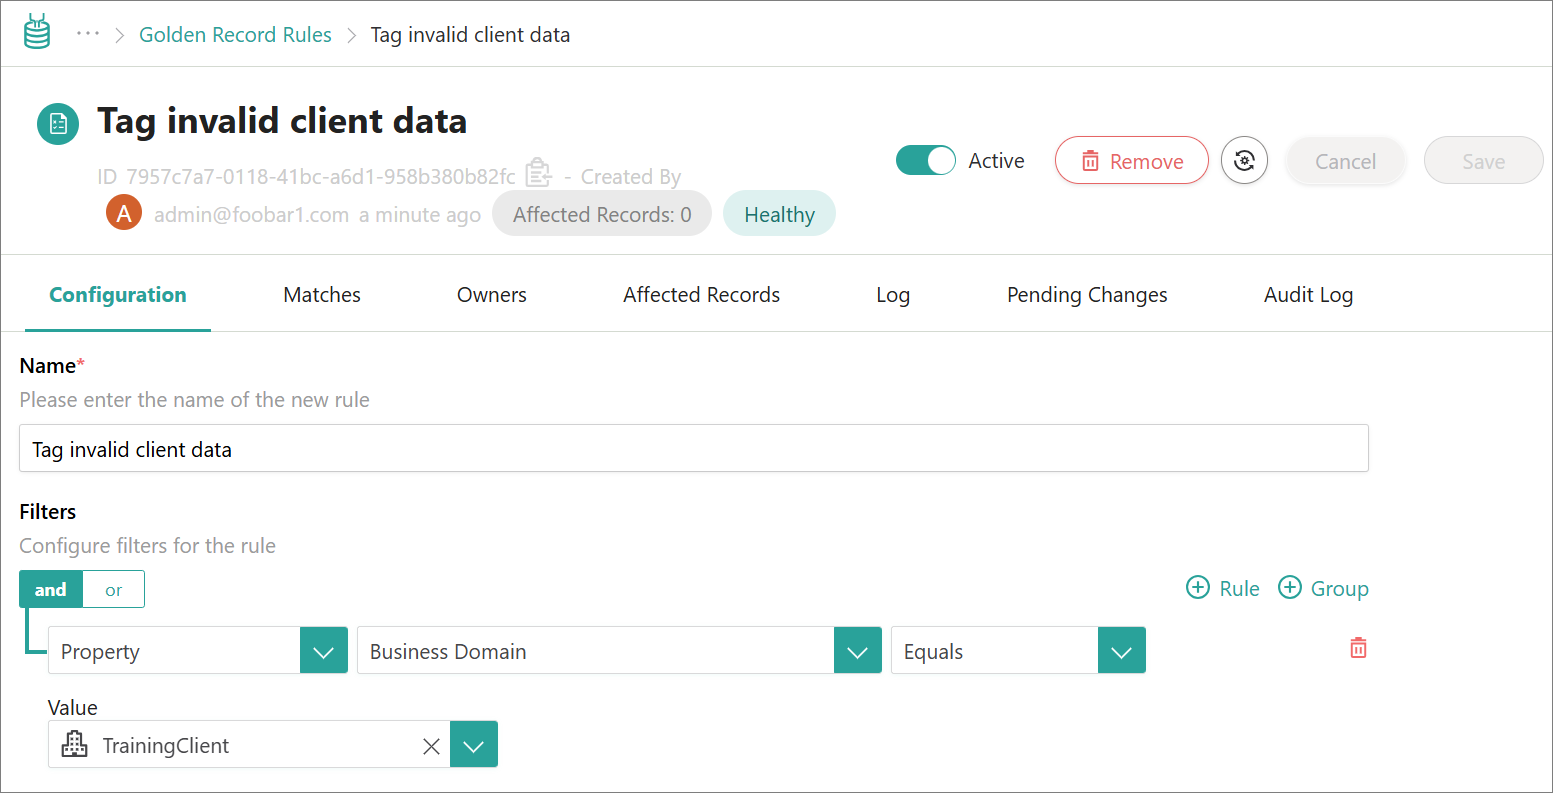 ··· > Golden Record Rules > Tag invalid client data
Tag invalid client data
ID 7957c7a7-0118-41bc-a6d1-958b380b82fc - Created By
A admin@foobar1.com a minute ago Affected Records: 0 Healthy
Active Remove Cancel Save
Configuration Matches Owners Affected Records Log Pending Changes Audit Log
Name*
Please enter the name of the new rule
Tag invalid client data
Filters
Configure filters for the rule
and or Rule Group
Property Business Domain Equals
Value
TrainingClient